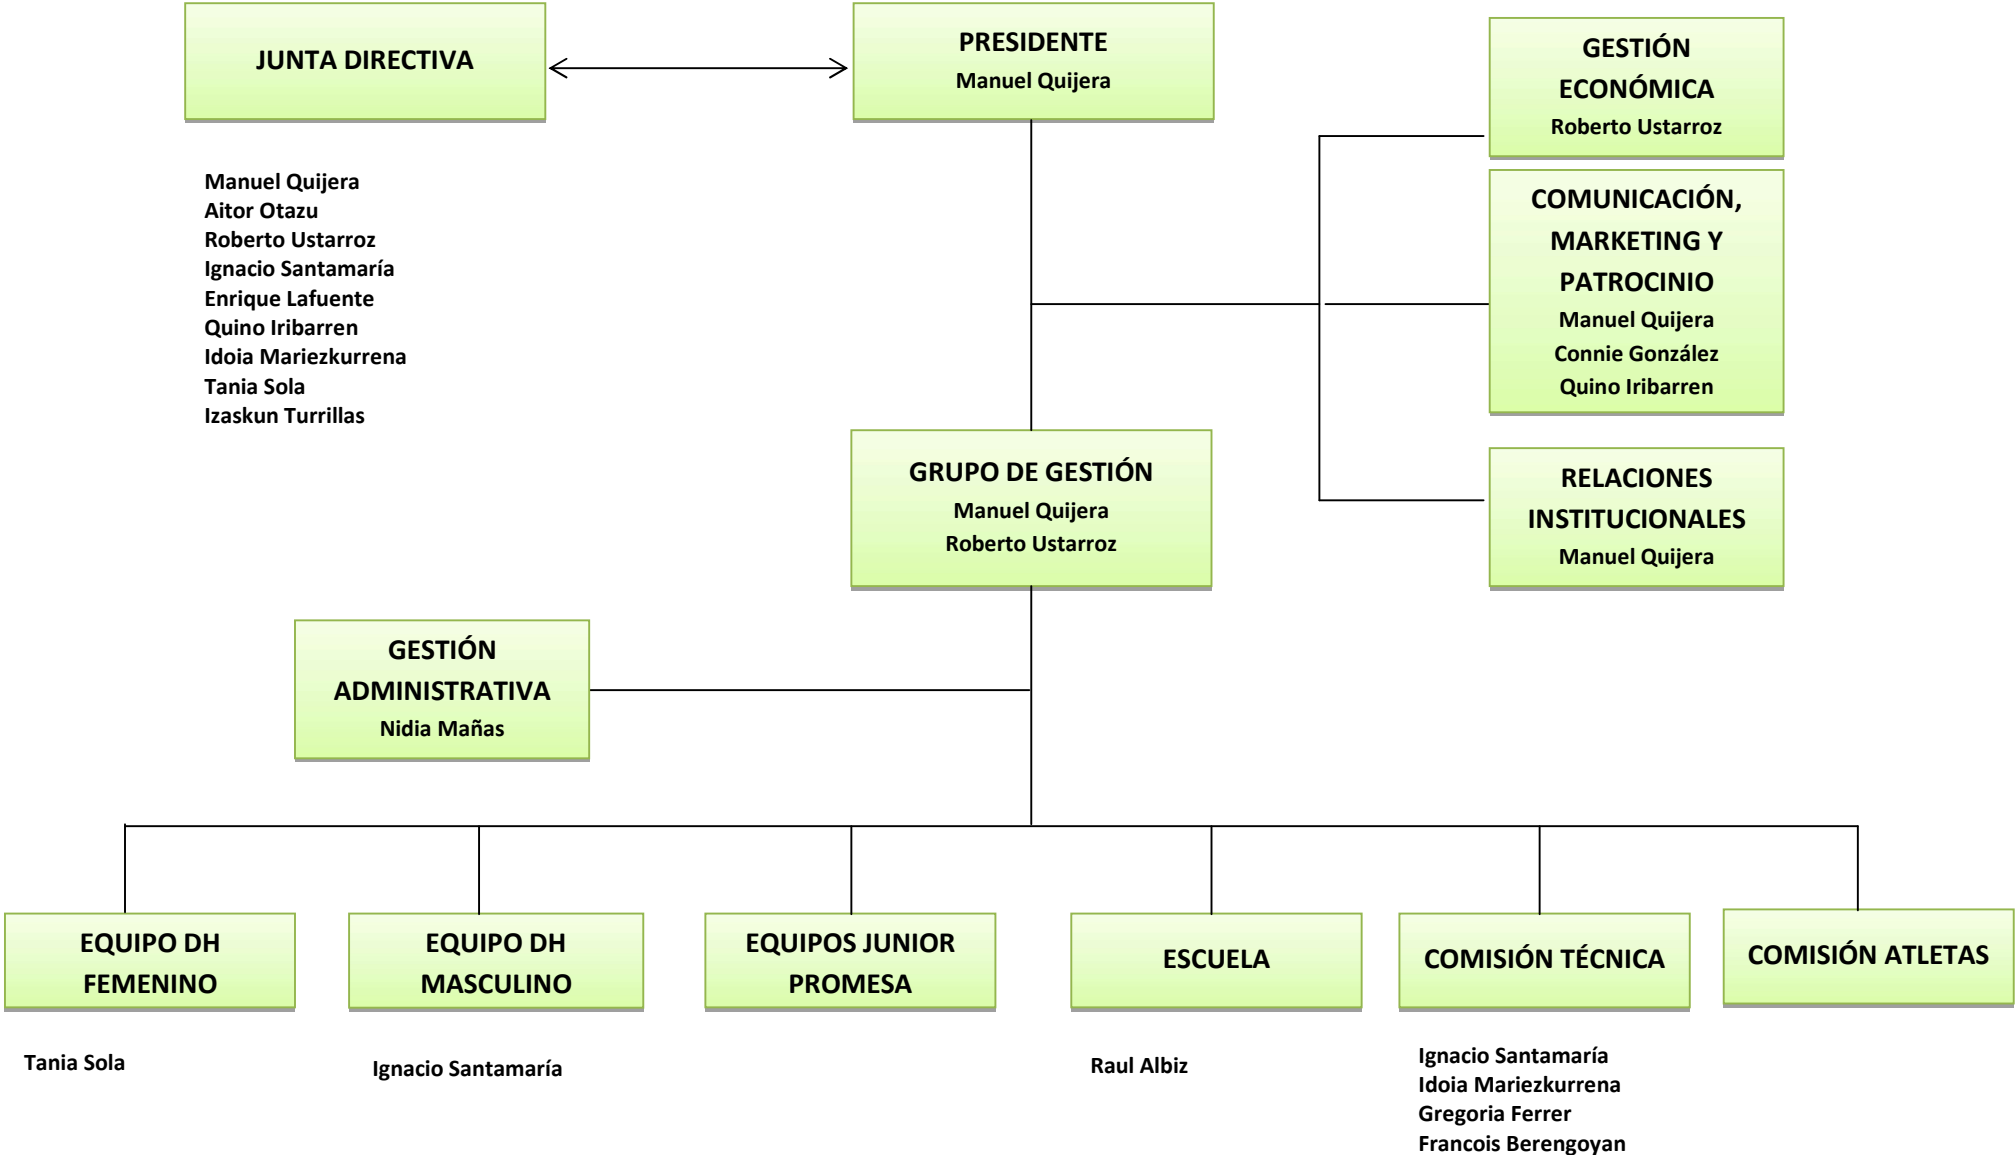 JUNTA DIRECTIVA
PRESIDENTE
Manuel Quijera
GESTIÓN
ECONÓMICA
Roberto Ustarroz
Manuel Quijera
Aitor Otazu
Roberto Ustarroz
Ignacio Santamaría
Enrique Lafuente
Quino Iribarren
Idoia Mariezkurrena
Tania Sola
Izaskun Turrillas
COMUNICACIÓN,
MARKETING Y
PATROCINIO
Manuel Quijera
Connie González
Quino Iribarren
GRUPO DE GESTIÓN
Manuel Quijera
Roberto Ustarroz
RELACIONES
INSTITUCIONALES
Manuel Quijera
GESTIÓN
ADMINISTRATIVA
Nidia Mañas
EQUIPO DH
FEMENINO
Tania Sola
EQUIPO DH
MASCULINO
Ignacio Santamaría
EQUIPOS JUNIOR
PROMESA
ESCUELA
Raul Albiz
COMISIÓN TÉCNICA
Ignacio Santamaría
Idoia Mariezkurrena
Gregoria Ferrer
Francois Berengoyan
COMISIÓN ATLETAS